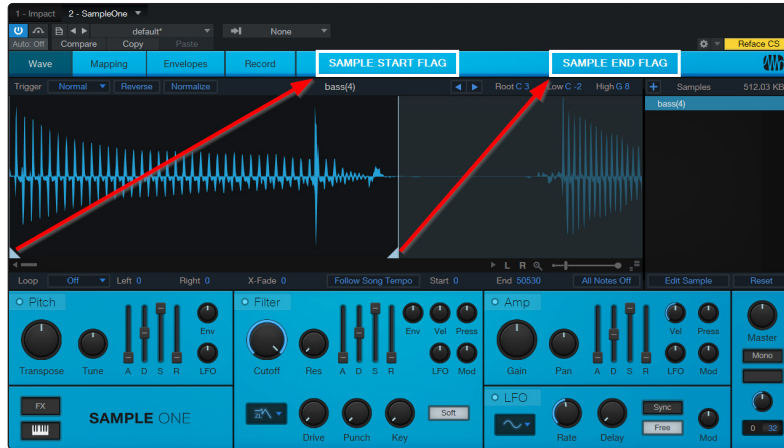 1 - Impact 2 - SampleOne
default* None
Auto: Off Compare Copy Paste Reface CS
Wave Mapping Envelopes Record SAMPLE START FLAG SAMPLE END FLAG
Trigger Normal Reverse Normalize bass(4) Root C 3 Low C -2 High G 8 Samples 512.03 KB
bass(4)
L R
Loop Off Left 0 Right 0 X-Fade 0 Follow Song Tempo Start 0 End 50530 All Notes Off Edit Sample Reset
Pitch Filter Amp
Env Env Vel Press Vel Press
Master
Transpose Tune A D S R LFO Cutoff Res A D S R LFO Mod Gain Pan A D S R LFO Mod
Mono
LFO
FX
SAMPLE ONE
Soft
Sync
Free
Drive Punch Key Rate Delay Mod
0 32